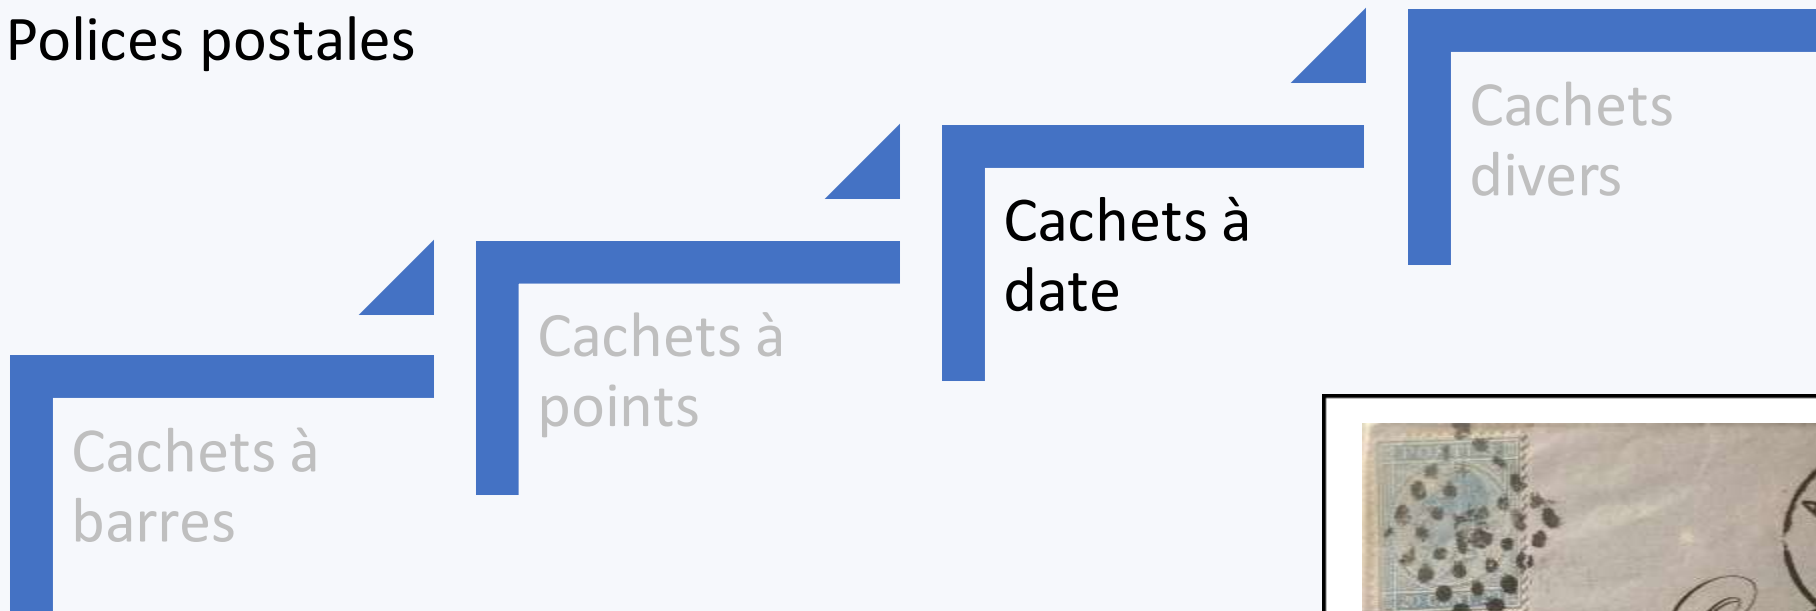 Polices postales
Cachets à
barres
Cachets à
points
Cachets à
date
Cachets
divers